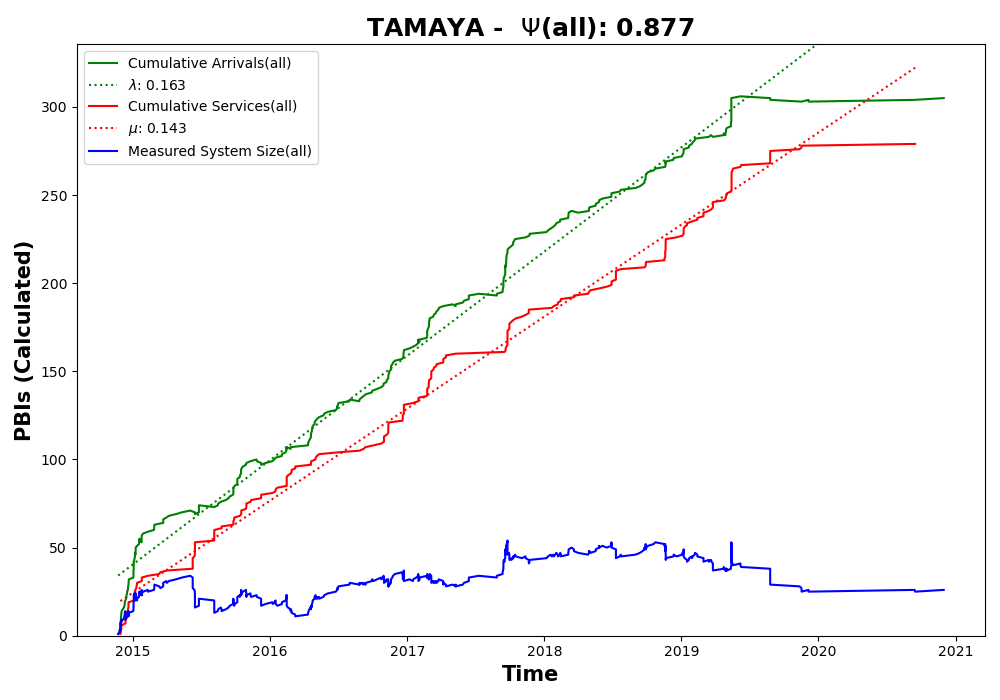 TAMAYA - Ψ(all): 0.877
Cumulative Arrivals(all)
λ: 0.163
Cumulative Services(all)
μ: 0.143
Measured System Size(all)
PBIs (Calculated)
300
250
200
150
100
50
0
2015 2016 2017 2018 2019 2020 2021
Time